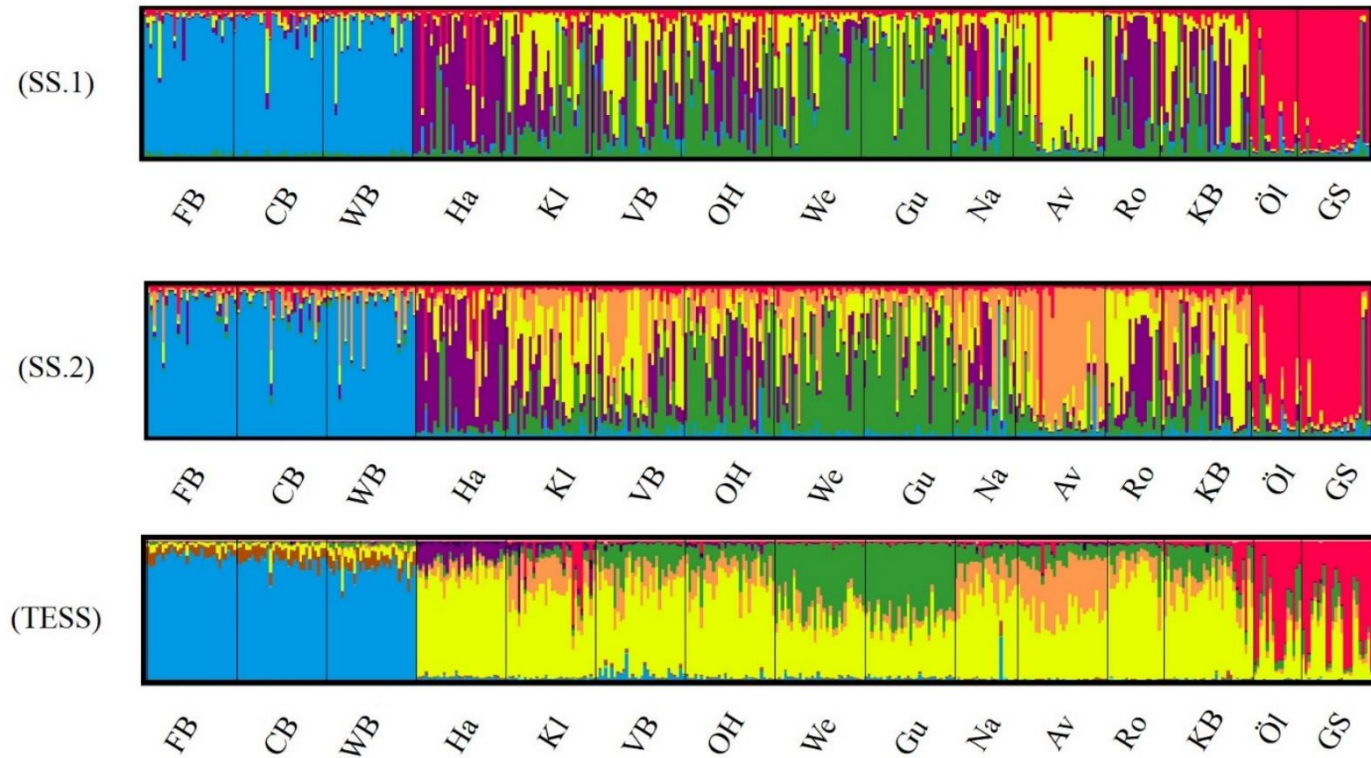 (SS.1)
FB CB WB Ha Kl VB OH We Gu Na Av Ro KB Öl GS
(SS.2)
FB CB WB Ha Kl VB OH We Gu Na Av Ro KB Öl GS
(TESS)
FB CB WB Ha Kl VB OH We Gu Na Av Ro KB Öl GS